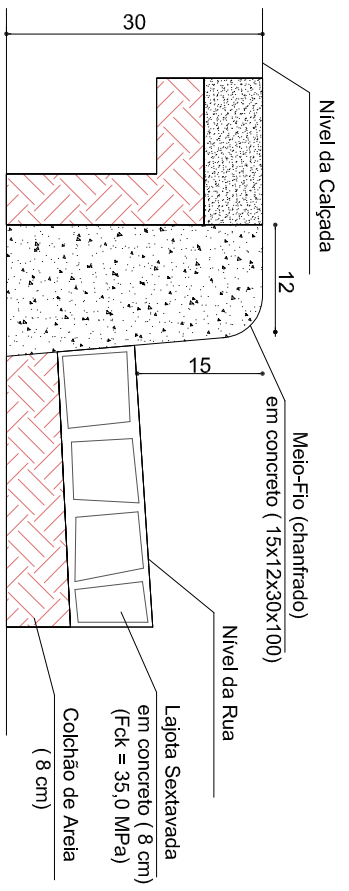 Nível da Calçada
30
12
15
Meio-Fio (chanfrado)
em concreto ( 15x12x30x100)
Nível da Rua
Lajota Sextavada
em concreto ( 8 cm)
(Fck = 35,0 MPa)
Colchão de Areia
( 8 cm)